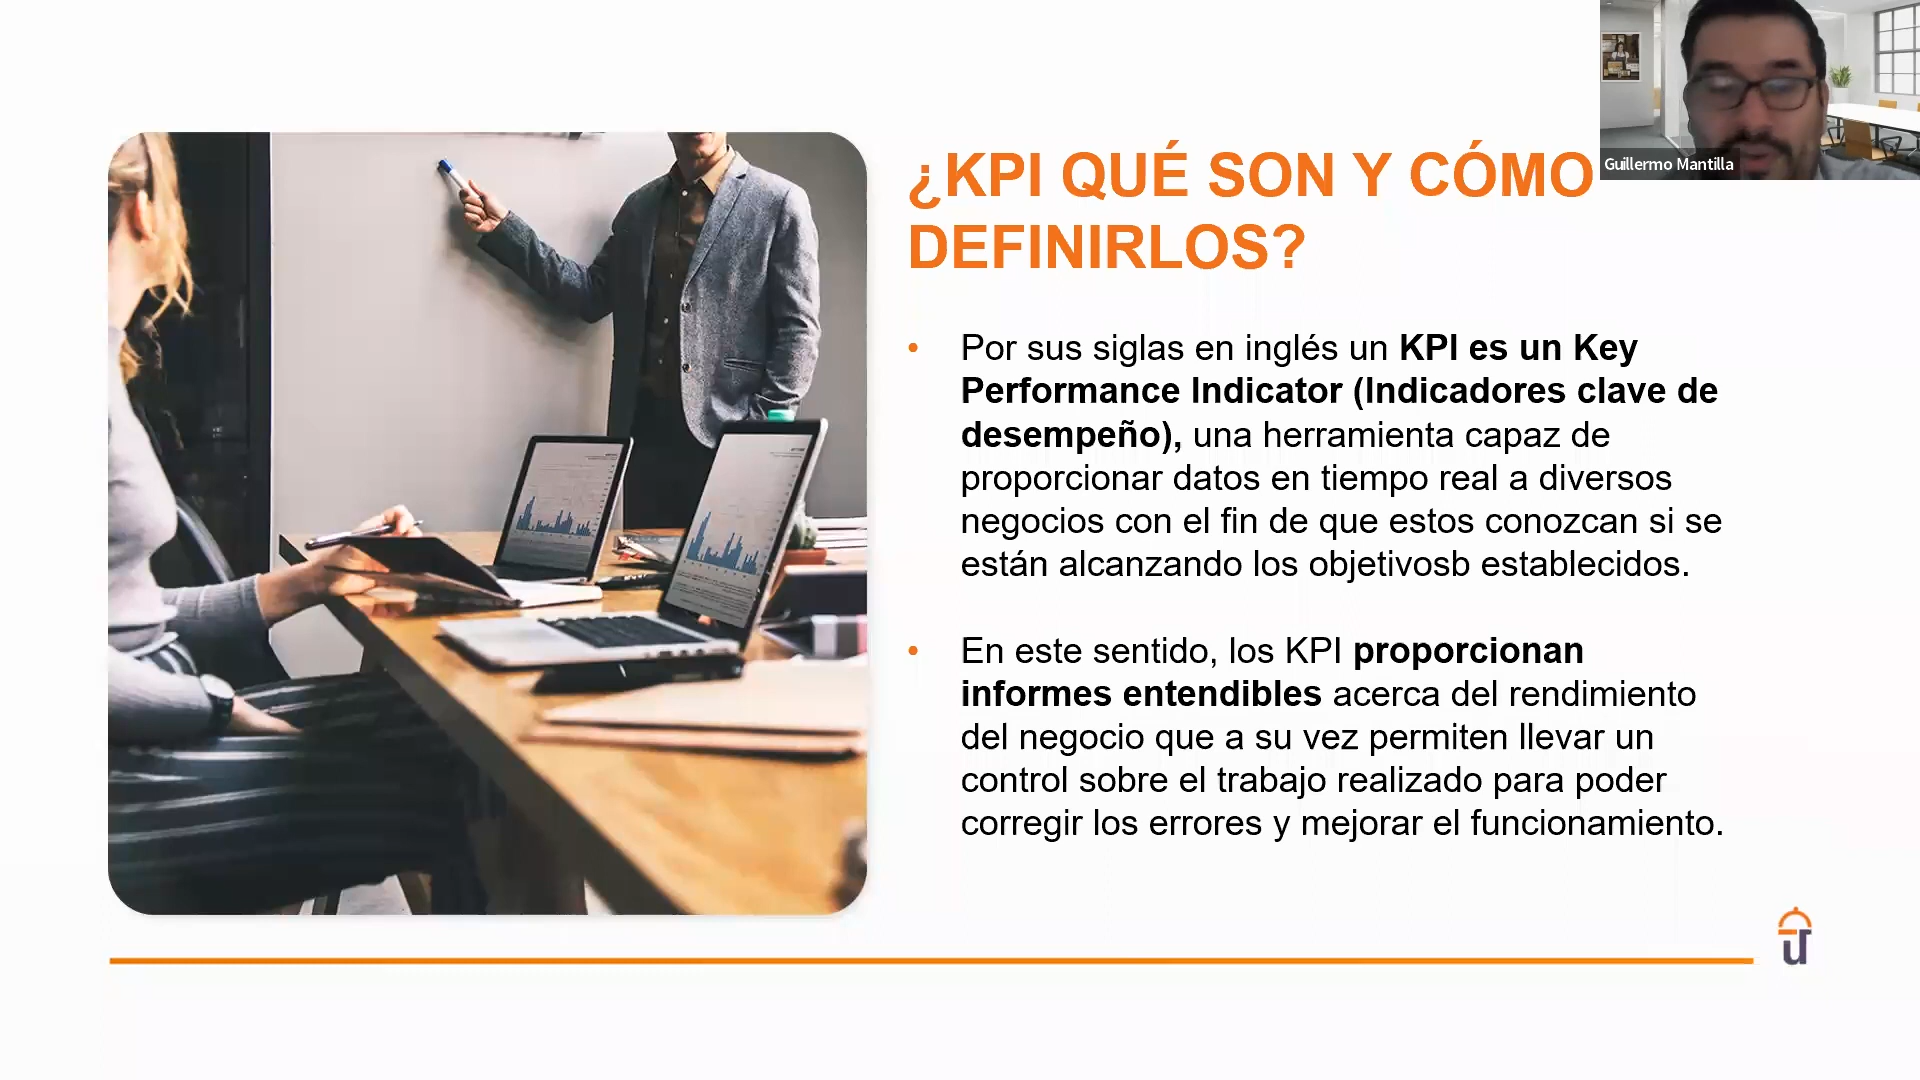 ¿KPI QUÉ SON Y CÓMO
DEFINIRLOS?
Guillermo Mantilla
Por sus siglas en inglés un KPI es un Key
Performance Indicator (Indicadores clave de
desempeño), una herramienta capaz de
proporcionar datos en tiempo real a diversos
negocios con el fin de que estos conozcan si se
están alcanzando los objetivosb establecidos.
En este sentido, los KPI proporcionan
informes entendibles acerca del rendimiento
del negocio que a su vez permiten llevar un
control sobre el trabajo realizado para poder
corregir los errores y mejorar el funcionamiento.